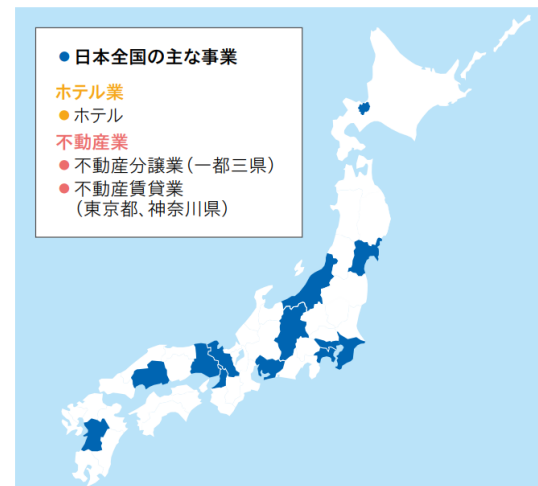 ●日本全国の主な事業
ホテル業
●ホテル
不動産業
●不動産分譲業（一都三県）
●不動産賃貸業
（東京都、神奈川県）